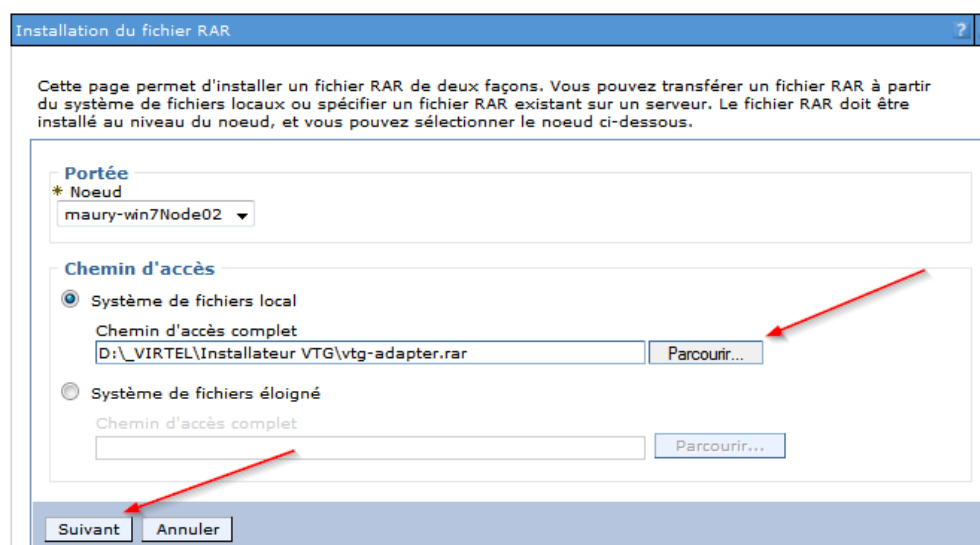 Installation du fichier RAR
?
Cette page permet d'installer un fichier RAR de deux façons. Vous pouvez transférer un fichier RAR à partir
du système de fichiers locaux ou spécifier un fichier RAR existant sur un serveur. Le fichier RAR doit être
installé au niveau du noeud, et vous pouvez sélectionner le noeud ci-dessous.
Portée
* Noeud
maury-win7Node02
Chemin d'accès
Système de fichiers local
Chemin d'accès complet
D:\_VIRTEL\Installateur VTG\vtg-adapter.rar Parcourir...
Système de fichiers éloigné
Chemin d'accès complet
Parcourir...
Suivant Annuler